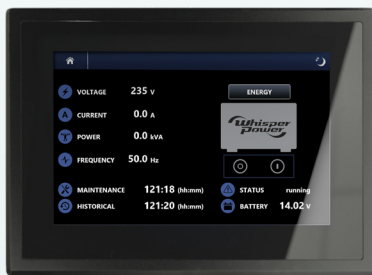 VOLTAGE 235 V
ENERGY
CURRENT 0.0 A
Whisper Power
POWER 0.0 kVA
FREQUENCY 50.0 Hz
MAINTENANCE 121:18 (hh:mm) STATUS running
HISTORICAL 121:20 (hh:mm) BATTERY 14.02 V